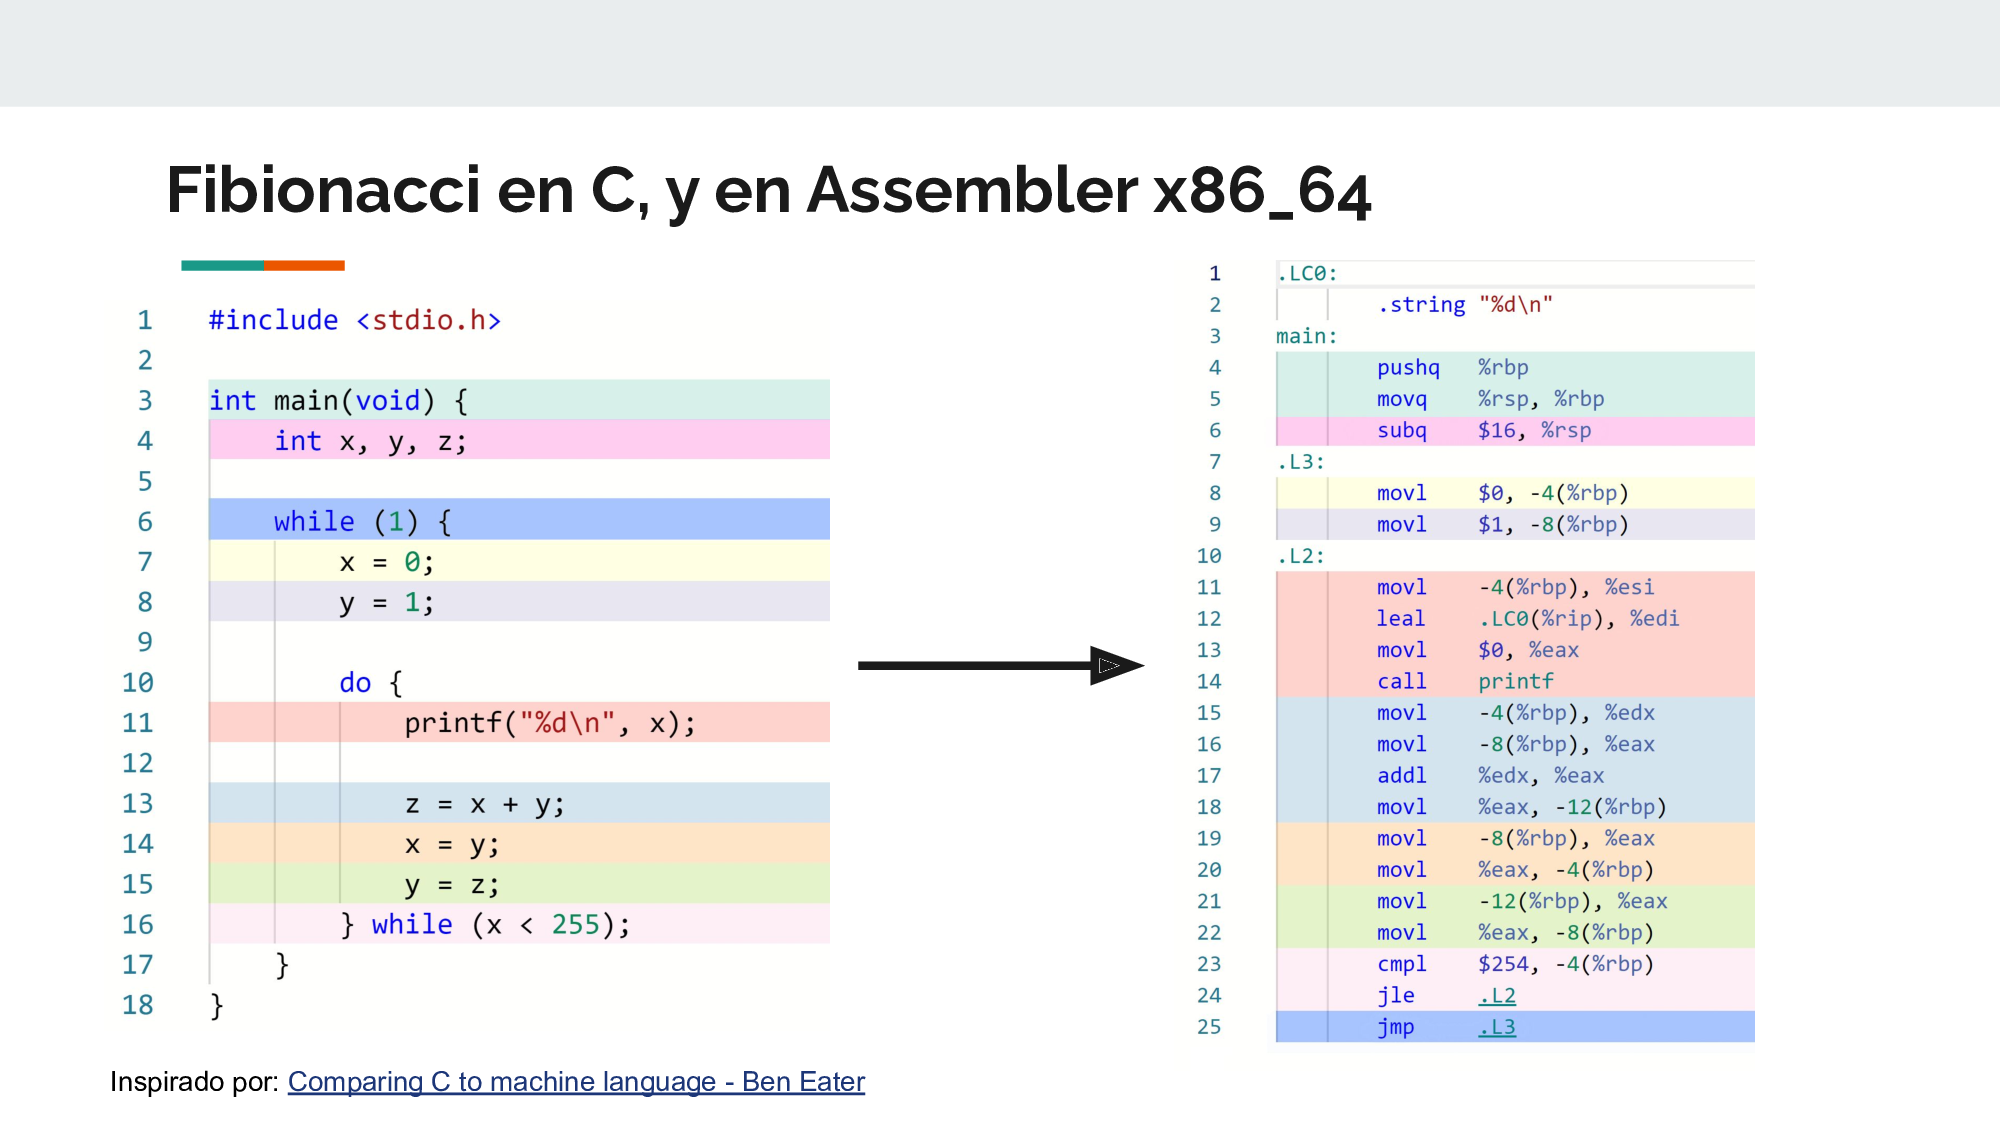 Fibionacci en C, y en Assembler x86_64
1 #include <stdio.h>
2
3 int main(void) {
4     int x, y, z;
5
6     while (1) {
7         x = 0;
8         y = 1;
9
10         do {
11             printf("%d\n", x);
12
13             z = x + y;
14             x = y;
15             y = z;
16         } while (x < 255);
17     }
18 }
1 .LC0:
2         .string "%d\n"
3 main:
4         pushq   %rbp
5         movq    %rsp, %rbp
6         subq    $16, %rsp
7 .L3:
8         movl    $0, -4(%rbp)
9         movl    $1, -8(%rbp)
10 .L2:
11         movl    -4(%rbp), %esi
12         leal    .LC0(%rip), %edi
13         movl    $0, %eax
14         call    printf
15         movl    -4(%rbp), %edx
16         movl    -8(%rbp), %eax
17         addl    %edx, %eax
18         movl    %eax, -12(%rbp)
19         movl    -8(%rbp), %eax
20         movl    %eax, -4(%rbp)
21         movl    -12(%rbp), %eax
22         movl    %eax, -8(%rbp)
23         cmpl    $254, -4(%rbp)
24         jle     .L2
25         jmp     .L3
Inspirado por: Comparing C to machine language - Ben Eater